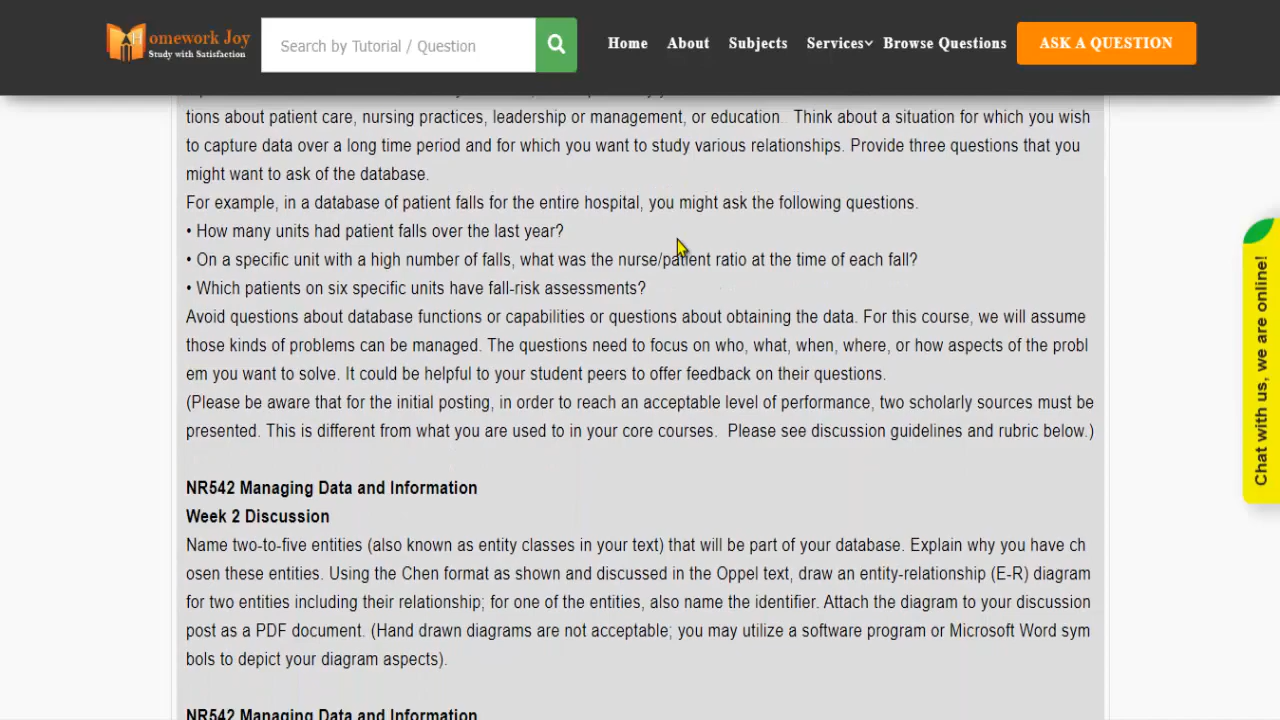 Homework Joy
Study with Satisfaction
Search by Tutorial / Question
Home
About
Subjects
Services
Browse Questions
ASK A QUESTION
tions about patient care, nursing practices, leadership or management, or education.  Think about a situation for which you wish
to capture data over a long time period and for which you want to study various relationships. Provide three questions that you
might want to ask of the database.
For example, in a database of patient falls for the entire hospital, you might ask the following questions.
• How many units had patient falls over the last year?
• On a specific unit with a high number of falls, what was the nurse/patient ratio at the time of each fall?
• Which patients on six specific units have fall-risk assessments?
Avoid questions about database functions or capabilities or questions about obtaining the data. For this course, we will assume
those kinds of problems can be managed. The questions need to focus on who, what, when, where, or how aspects of the probl
em you want to solve. It could be helpful to your student peers to offer feedback on their questions.
(Please be aware that for the initial posting, in order to reach an acceptable level of performance, two scholarly sources must be
presented. This is different from what you are used to in your core courses.  Please see discussion guidelines and rubric below.)
NR542 Managing Data and Information
Week 2 Discussion
Name two-to-five entities (also known as entity classes in your text) that will be part of your database. Explain why you have ch
osen these entities. Using the Chen format as shown and discussed in the Oppel text, draw an entity-relationship (E-R) diagram
for two entities including their relationship; for one of the entities, also name the identifier. Attach the diagram to your discussion
post as a PDF document. (Hand drawn diagrams are not acceptable; you may utilize a software program or Microsoft Word sym
bols to depict your diagram aspects).
NR542 Managing Data and Information
Chat with us, we are online!